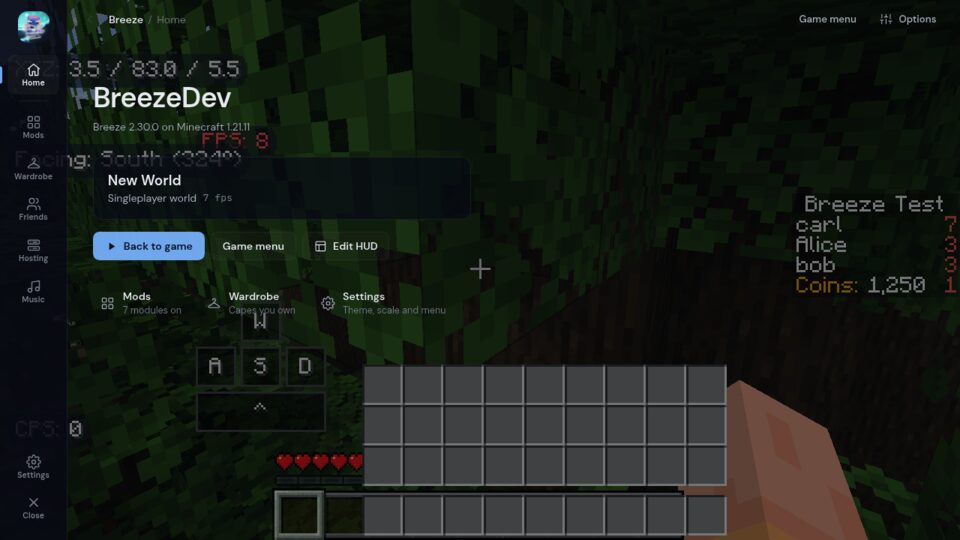 Breeze / Home
Game menu
Options
XYZ: 3.5 / 83.0 / 5.5
Home
BreezeDev
Breeze 2.30.0 on Minecraft 1.21.11
FPS: 8
Mods
Facing: South (324°)
Wardrobe
New World
Singleplayer world 7 fps
Friends
Hosting
Music
Back to game
Game menu
Edit HUD
Mods
7 modules on
Wardrobe
Capes you own
Settings
Theme, scale and menu
Breeze Test
carl 7
Alice 3
bob 3
Coins: 1,250 1
W
A S D
^
CPS: 0
Settings
Close